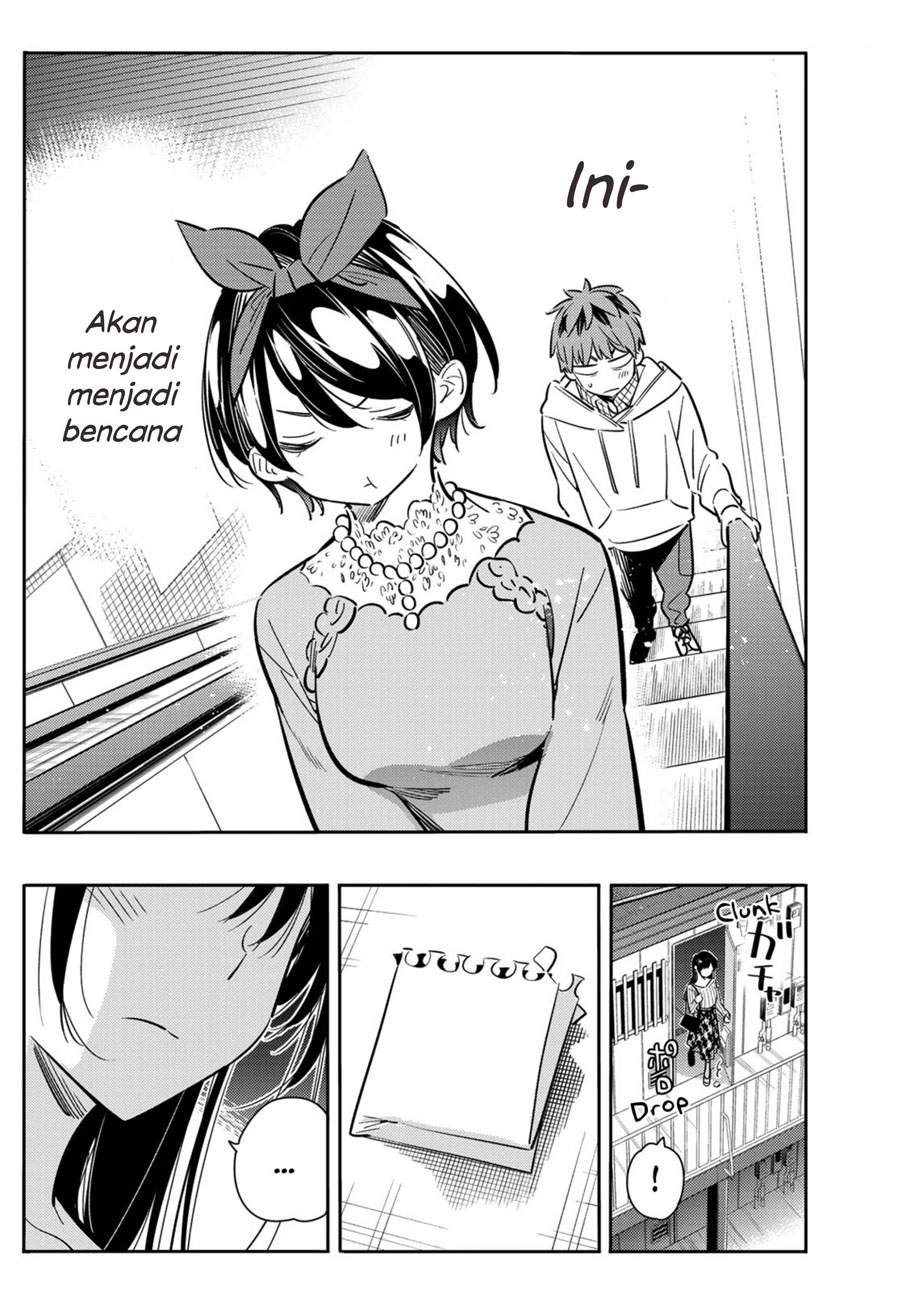 Ini-
Akan
menjadi
menjadi
bencana
Clunk
ガチャ
ポロ
Drop
!
...